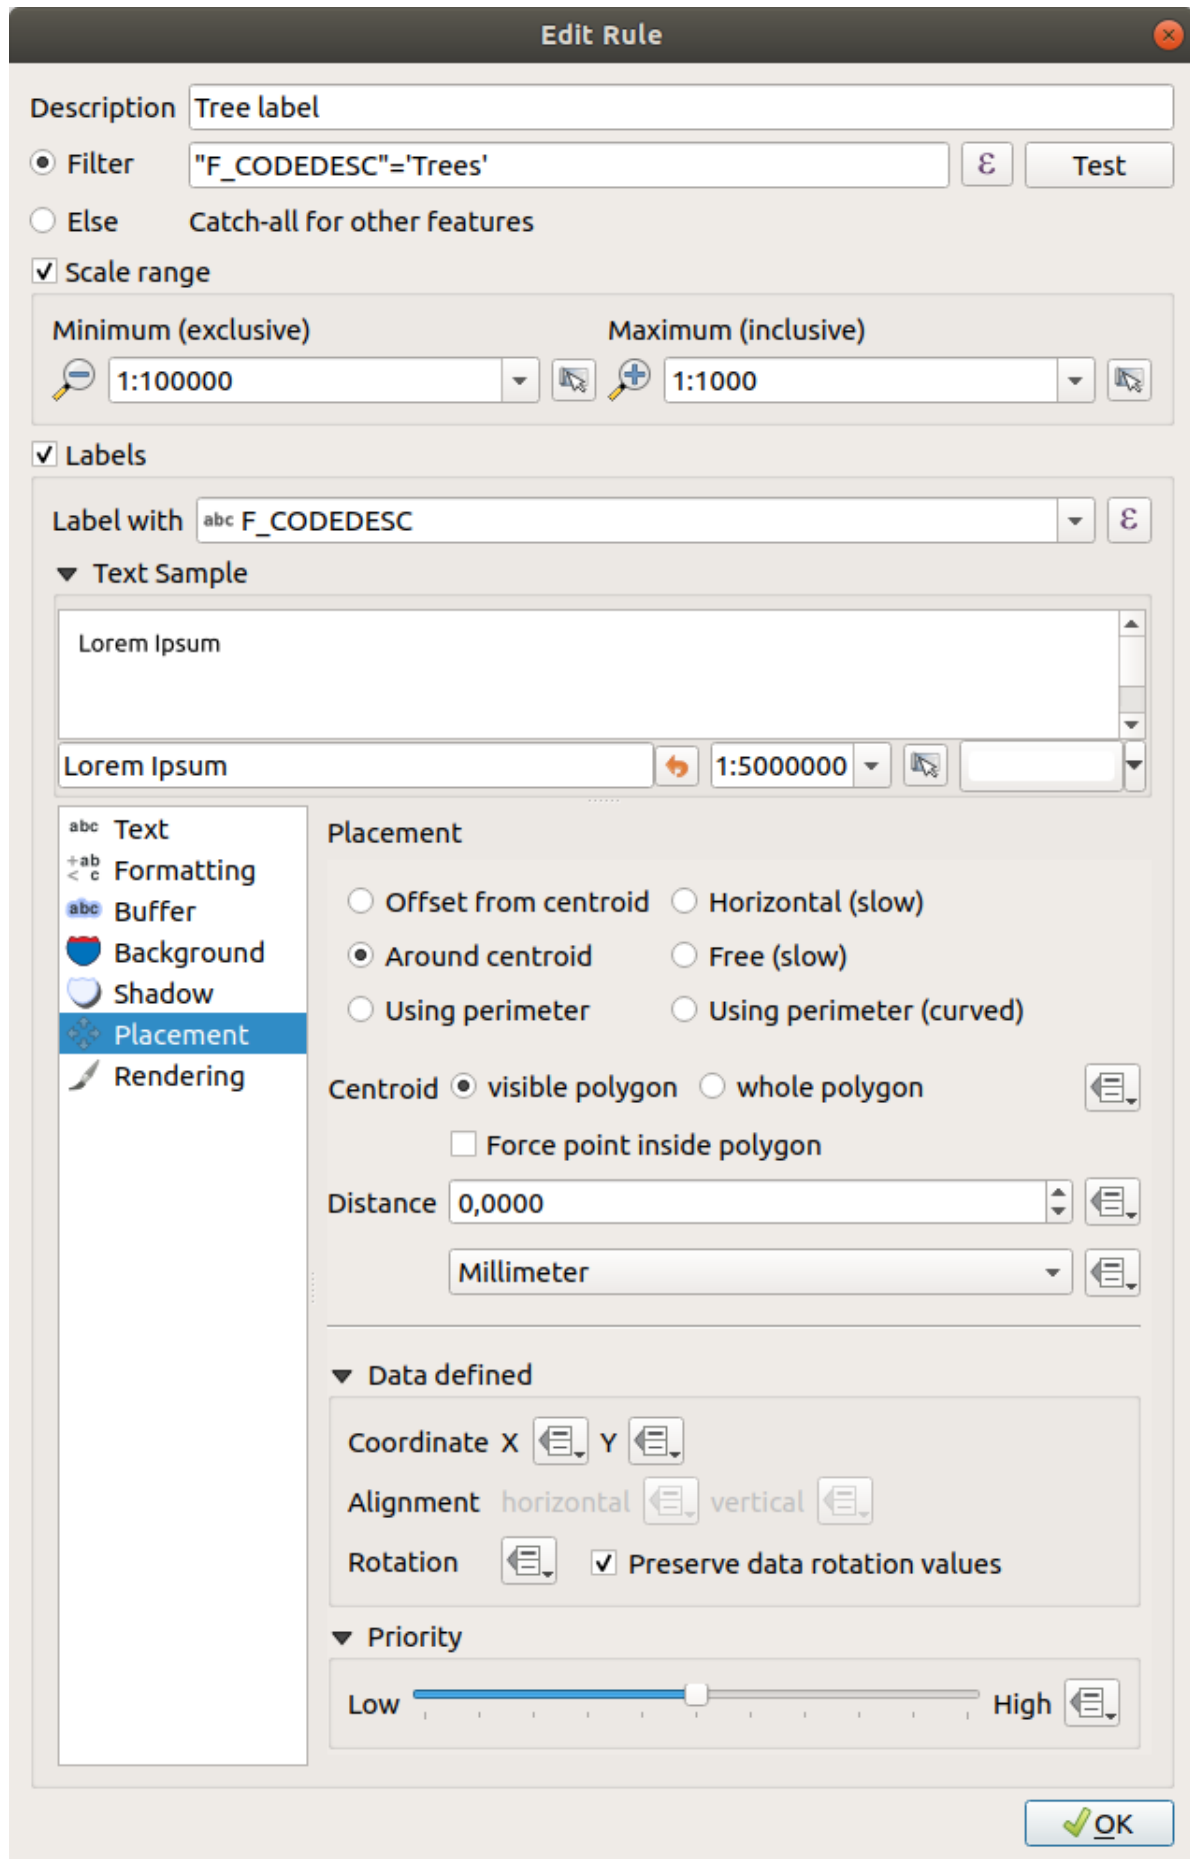 Edit Rule
Description Tree label
Filter "F_CODEDESC"='Trees' ε Test
Else Catch-all for other features
Scale range
Minimum (exclusive) Maximum (inclusive)
1:100000 1:1000
Labels
Label with abc F_CODEDESC ε
Text Sample
Lorem Ipsum
Lorem Ipsum 1:5000000
abc Text
+ab
< c Formatting
abc Buffer
Background
Shadow
Placement
Rendering
Placement
Offset from centroid Horizontal (slow)
Around centroid Free (slow)
Using perimeter Using perimeter (curved)
Centroid visible polygon whole polygon
Force point inside polygon
Distance 0,0000
Millimeter
Data defined
Coordinate X Y
Alignment horizontal vertical
Rotation Preserve data rotation values
Priority
Low High
OK